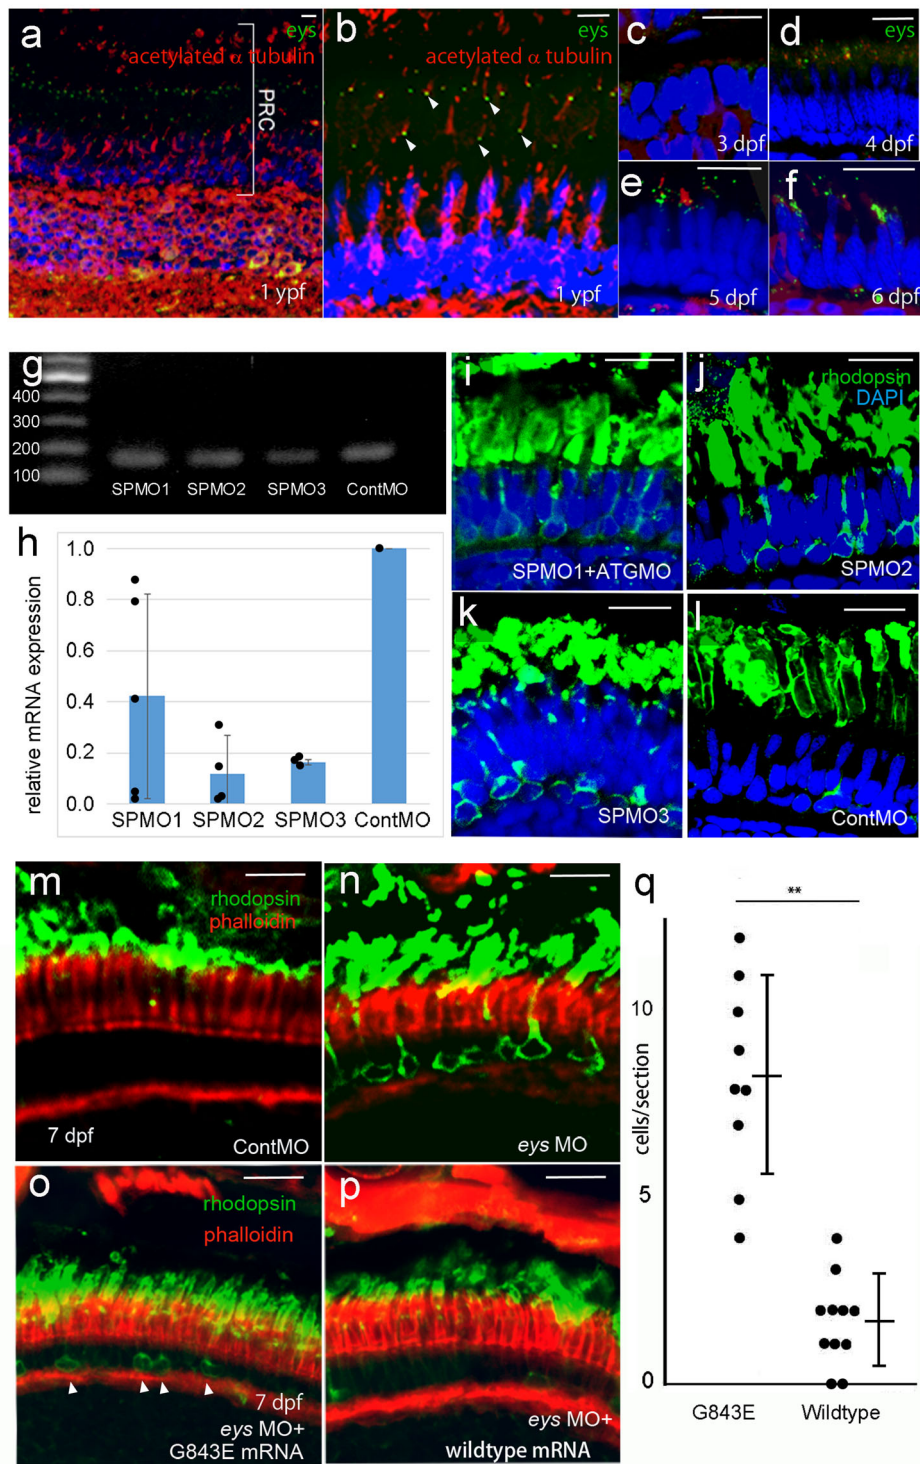 a
eys
acetylated α tubulin
PRC
1 ypf
b
eys
acetylated α tubulin
1 ypf
c
3 dpf
d
eys
4 dpf
e
5 dpf
f
6 dpf
g
400
300
200
100
SPMO1 SPMO2 SPMO3 ContMO
h
relative mRNA expression
1.0
0.8
0.6
0.4
0.2
0.0
SPMO1 SPMO2 SPMO3 ContMO
i
SPMO1+ATGMO
j
rhodopsin
DAPI
SPMO2
k
SPMO3
l
ContMO
m
rhodopsin
phalloidin
7 dpf
ContMO
n
eys MO
o
rhodopsin
phalloidin
7 dpf
eys MO+
G843E mRNA
p
eys MO+
wildtype mRNA
q
**
cells/section
10
5
0
G843E Wildtype